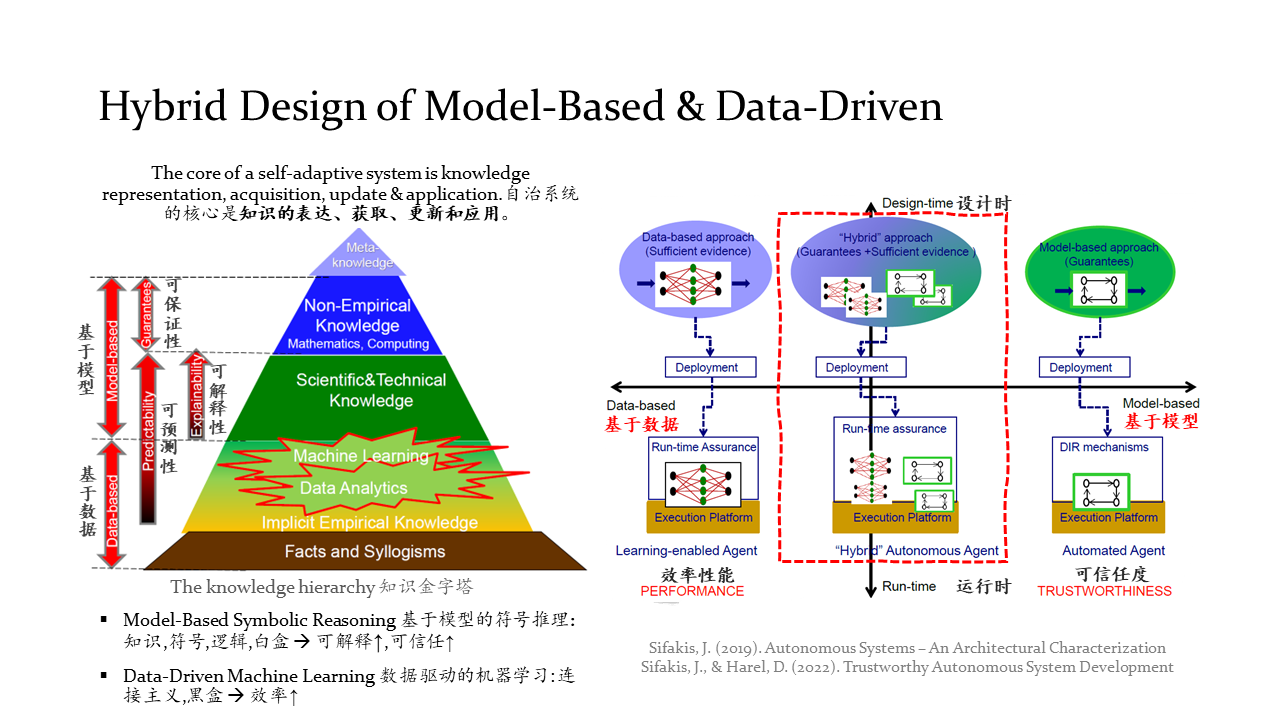 Hybrid Design of Model-Based & Data-Driven
The core of a self-adaptive system is knowledge
representation, acquisition, update & application.自治系统
的核心是知识的表达、获取、更新和应用。
Meta-
knowledge
Non-Empirical
Knowledge
Mathematics, Computing
Scientific&Technical
Knowledge
Machine Learning
Data Analytics
Implicit Empirical Knowledge
Facts and Syllogisms
基于模型
Model-based
Guarantees
可保证性
Predictability
可预测性
Explainability
可解释性
基于数据
Data-based
The knowledge hierarchy 知识金字塔
▪ Model-Based Symbolic Reasoning 基于模型的符号推理:
知识,符号,逻辑,白盒 → 可解释↑,可信任↑
▪ Data-Driven Machine Learning 数据驱动的机器学习:连
接主义,黑盒 → 效率↑
Design-time 设计时
Data-based approach
(Sufficient evidence)
“Hybrid” approach
(Guarantees +Sufficient evidence )
Model-based approach
(Guarantees)
Deployment
Deployment
Deployment
Data-based
基于数据
Model-based
基于模型
Run-time Assurance
Run-time assurance
DIR mechanisms
Execution Platform
Execution Platform
Execution Platform
Learning-enabled Agent
“Hybrid” Autonomous Agent
Automated Agent
效率性能
PERFORMANCE
Run-time 运行时
可信任度
TRUSTWORTHINESS
Sifakis, J. (2019). Autonomous Systems – An Architectural Characterization
Sifakis, J., & Harel, D. (2022). Trustworthy Autonomous System Development